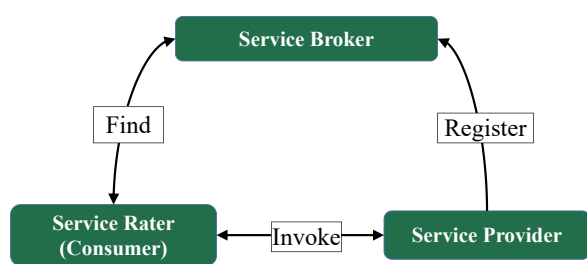 Service Broker
Find
Register
Service Rater
(Consumer)
Invoke
Service Provider